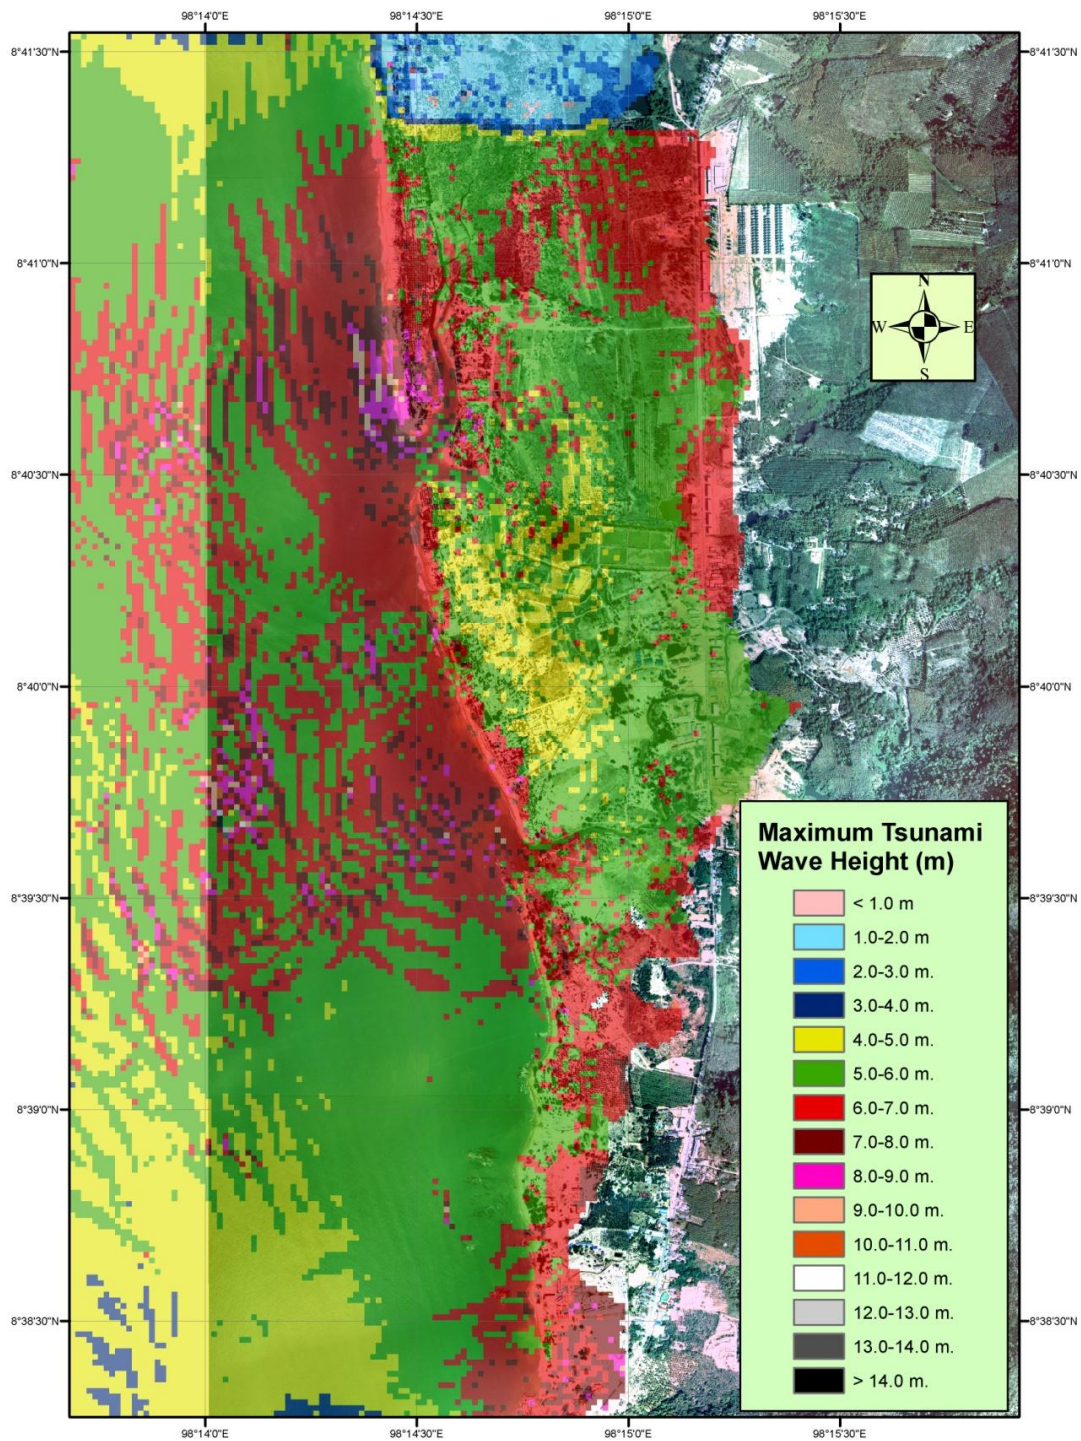 98°14'0"E 98°14'30"E 98°15'0"E 98°15'30"E
8°41'30"N 8°41'30"N
8°41'0"N 8°41'0"N
N
W E
S
8°40'30"N 8°40'30"N
8°40'0"N 8°40'0"N
Maximum Tsunami
Wave Height (m)
< 1.0 m
8°39'30"N 8°39'30"N
1.0-2.0 m
2.0-3.0 m.
3.0-4.0 m.
4.0-5.0 m.
5.0-6.0 m.
6.0-7.0 m.
8°39'0"N 8°39'0"N
7.0-8.0 m.
8.0-9.0 m.
9.0-10.0 m.
10.0-11.0 m.
11.0-12.0 m.
12.0-13.0 m.
8°38'30"N 8°38'30"N
13.0-14.0 m.
> 14.0 m.
98°14'0"E 98°14'30"E 98°15'0"E 98°15'30"E